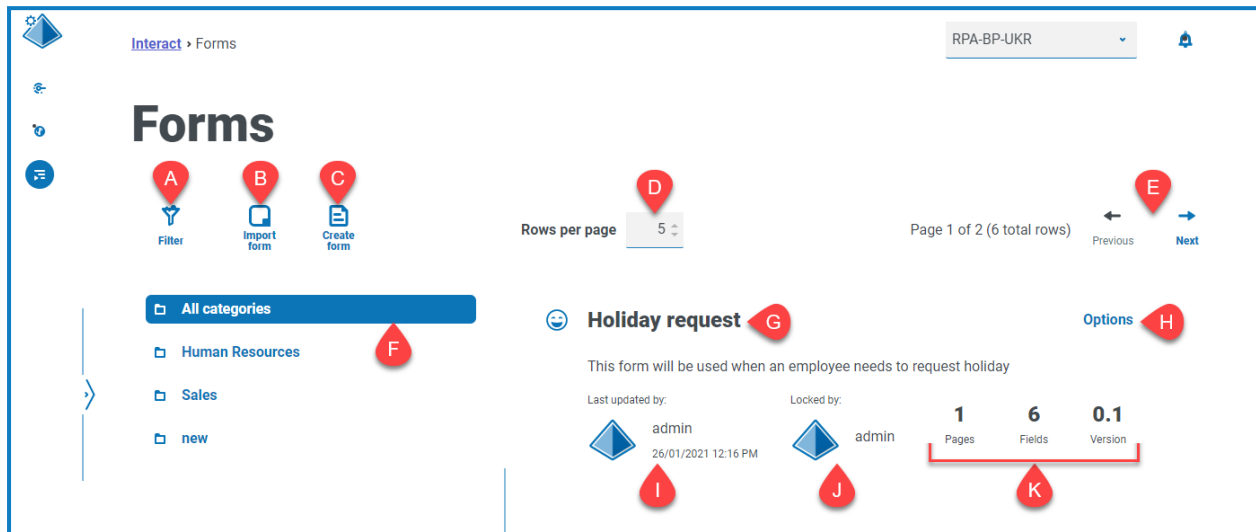 Interact › Forms
RPA-BP-UKR
Forms
A
B
C
D
E
Filter
Import
form
Create
form
Rows per page 5
Page 1 of 2 (6 total rows)
Previous
Next
All categories
F
Human Resources
Sales
new
Holiday request
G
Options
H
This form will be used when an employee needs to request holiday
Last updated by:
admin
26/01/2021 12:16 PM
Locked by:
admin
1
Pages
6
Fields
0.1
Version
I
J
K